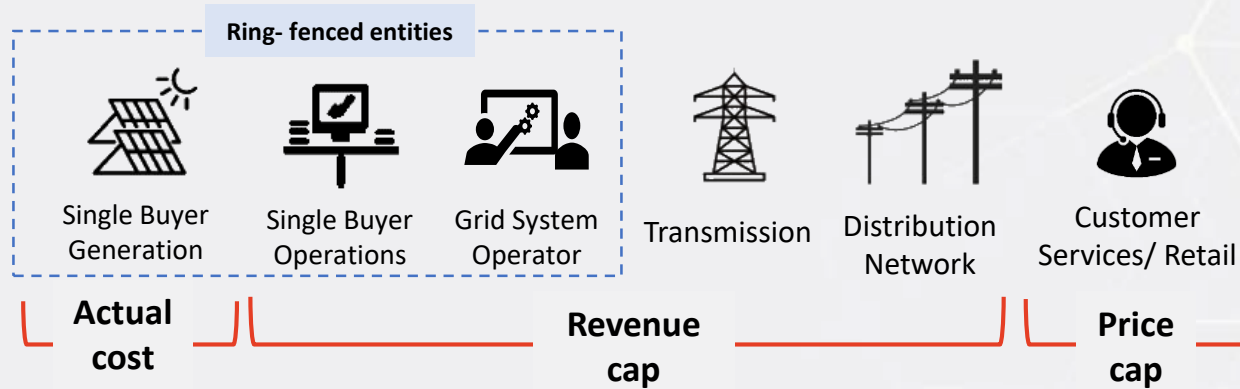 Ring- fenced entities
Single Buyer
Generation
Single Buyer
Operations
Grid System
Operator
Transmission
Distribution
Network
Customer
Services/ Retail
Actual
cost
Revenue
cap
Price
cap